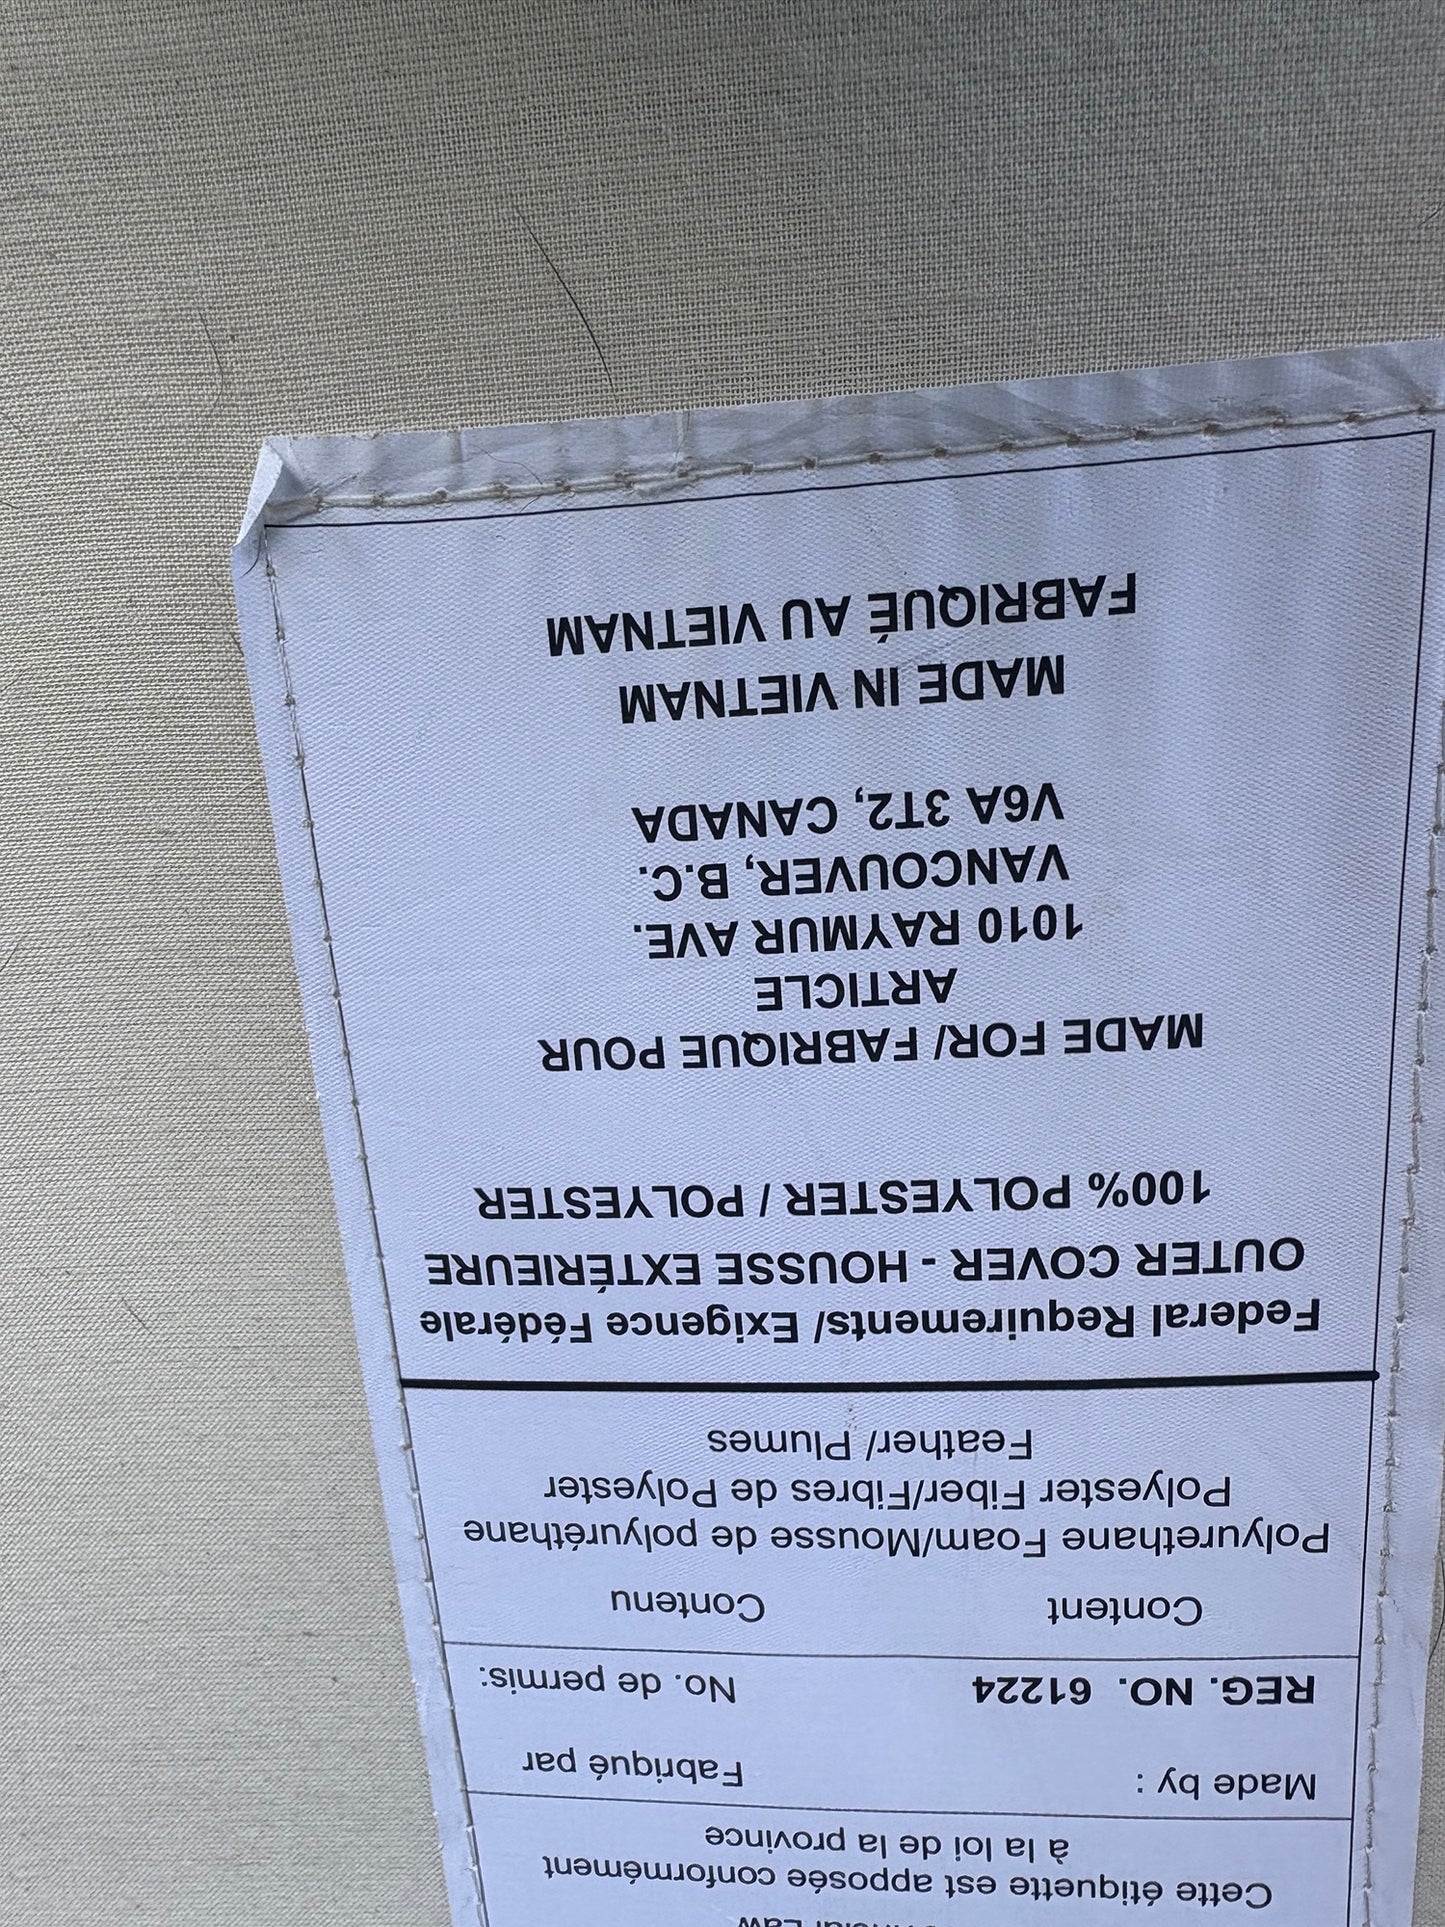 Law
Cette étiquette est apposée conformément
à la loi de la province
Made by : Fabriqué par
REG. NO. 61224 No. de permis:
Content Contenu
Polyurethane Foam/Mousse de polyuréthane
Polyester Fiber/Fibres de Polyester
Feather/ Plumes
Federal Requirements/ Exigence Fédérale
OUTER COVER - HOUSSE EXTÉRIEURE
100% POLYESTER / POLYESTER
MADE FOR/ FABRIQUE POUR
ARTICLE
1010 RAYMUR AVE.
VANCOUVER, B.C.
V6A 3T2, CANADA
MADE IN VIETNAM
FABRIQUÉ AU VIETNAM